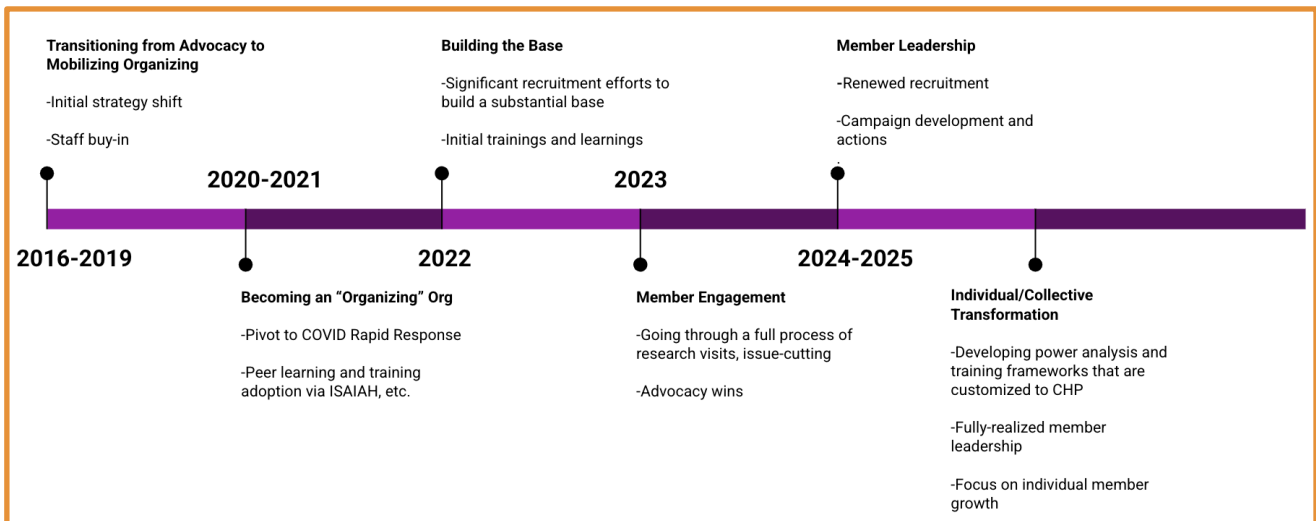 Transitioning from Advocacy to
Mobilizing Organizing
-Initial strategy shift
-Staff buy-in
2016-2019
2020-2021
Becoming an “Organizing” Org
-Pivot to COVID Rapid Response
-Peer learning and training
adoption via ISAIAH, etc.
Building the Base
-Significant recruitment efforts to
build a substantial base
-Initial trainings and learnings
2022
2023
Member Engagement
-Going through a full process of
research visits, issue-cutting
-Advocacy wins
Member Leadership
-Renewed recruitment
-Campaign development and
actions
.
2024-2025
Individual/Collective
Transformation
-Developing power analysis and
training frameworks that are
customized to CHP
-Fully-realized member
leadership
-Focus on individual member
growth